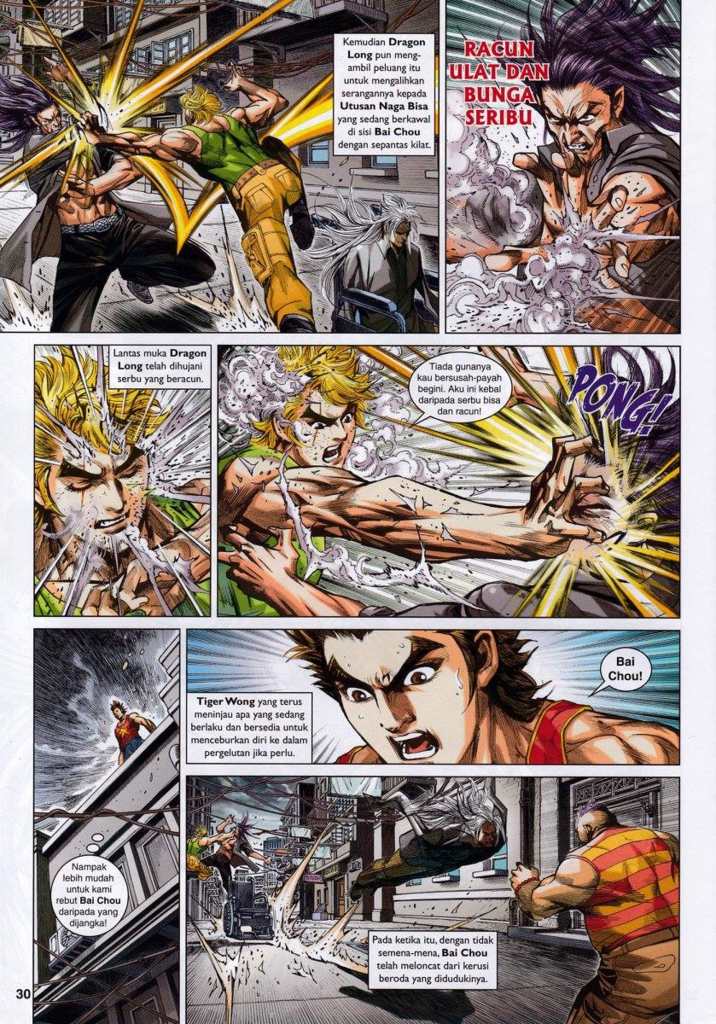 Kemudian Dragon
Long pun meng-
ambil peluang itu
untuk mengalihkan
serangannya kepada
Utusan Naga Bisa
yang sedang berkawal
di sisi Bai Chou
dengan sepantas kilat.
RACUN
ULAT DAN
BUNGA
SERIBU
Lantas muka Dragon
Long telah dihujani
serbu yang beracun.
Tiada gunanya
kau bersusah-payah
begini. Aku ini kebal
daripada serbu bisa
dan racun!
PONG!
Nampak
lebih mudah
untuk kami
rebut Bai Chou
daripada yang
dijangka!
Tiger Wong yang terus
meninjau apa yang sedang
berlaku dan bersedia untuk
menceburkan diri ke dalam
pergelutan jika perlu.
Bai
Chou!
Pada ketika itu, dengan tidak
semena-mena, Bai Chou
telah meloncat dari kerusi
beroda yang didudukinya.
30